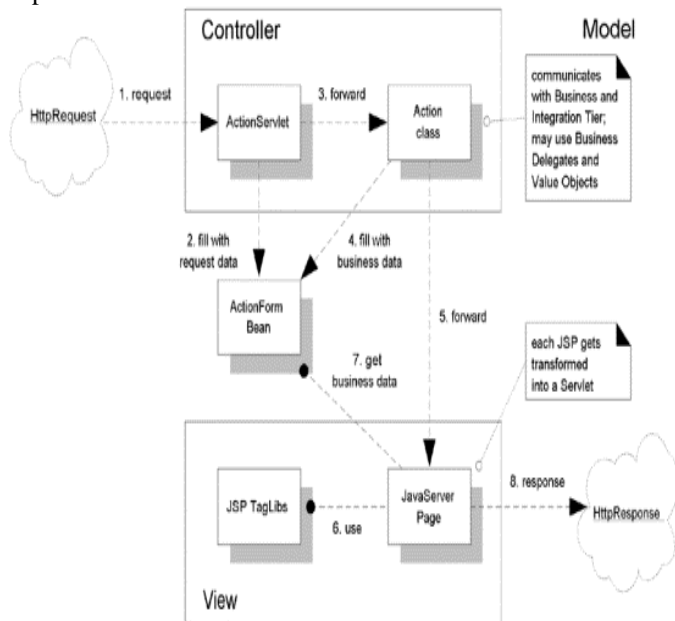 Controller
Model
HttpRequest
1. request
ActionServlet
3. forward
Action
class
communicates
with Business and
Integration Tier;
may use Business
Delegates and
Value Objects
2. fill with
request data
4. fill with
business data
ActionForm
Bean
5. forward
7. get
business data
each JSP gets
transformed
into a Servlet
JSP TagLibs
6. use
JavaServer
Page
8. response
HttpResponse
View